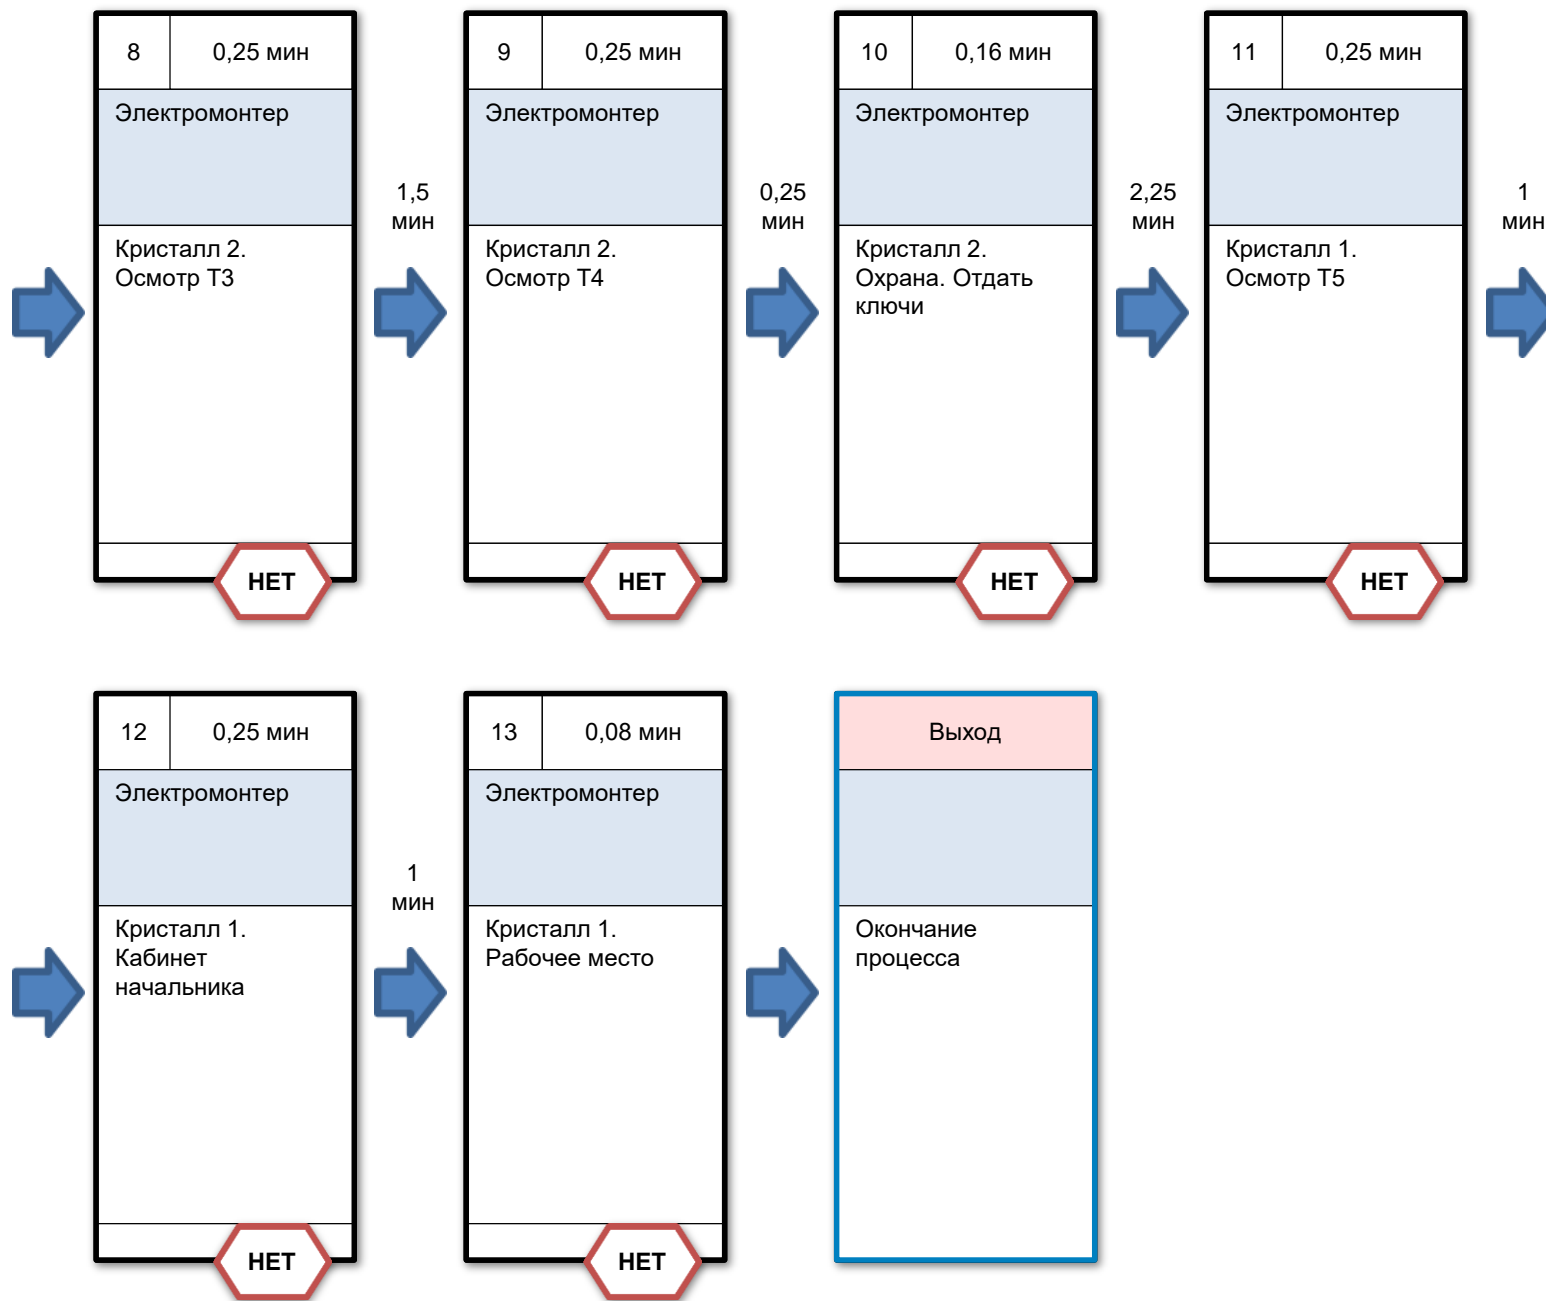 8
0,25 мин
Электромонтер
Кристалл 2.
Осмотр Т3
НЕТ
1,5
мин
9
0,25 мин
Электромонтер
Кристалл 2.
Осмотр Т4
НЕТ
0,25
мин
10
0,16 мин
Электромонтер
Кристалл 2.
Охрана. Отдать
ключи
НЕТ
2,25
мин
11
0,25 мин
Электромонтер
Кристалл 1.
Осмотр Т5
НЕТ
1
мин
12
0,25 мин
Электромонтер
Кристалл 1.
Кабинет
начальника
НЕТ
1
мин
13
0,08 мин
Электромонтер
Кристалл 1.
Рабочее место
НЕТ
Выход
Окончание
процесса